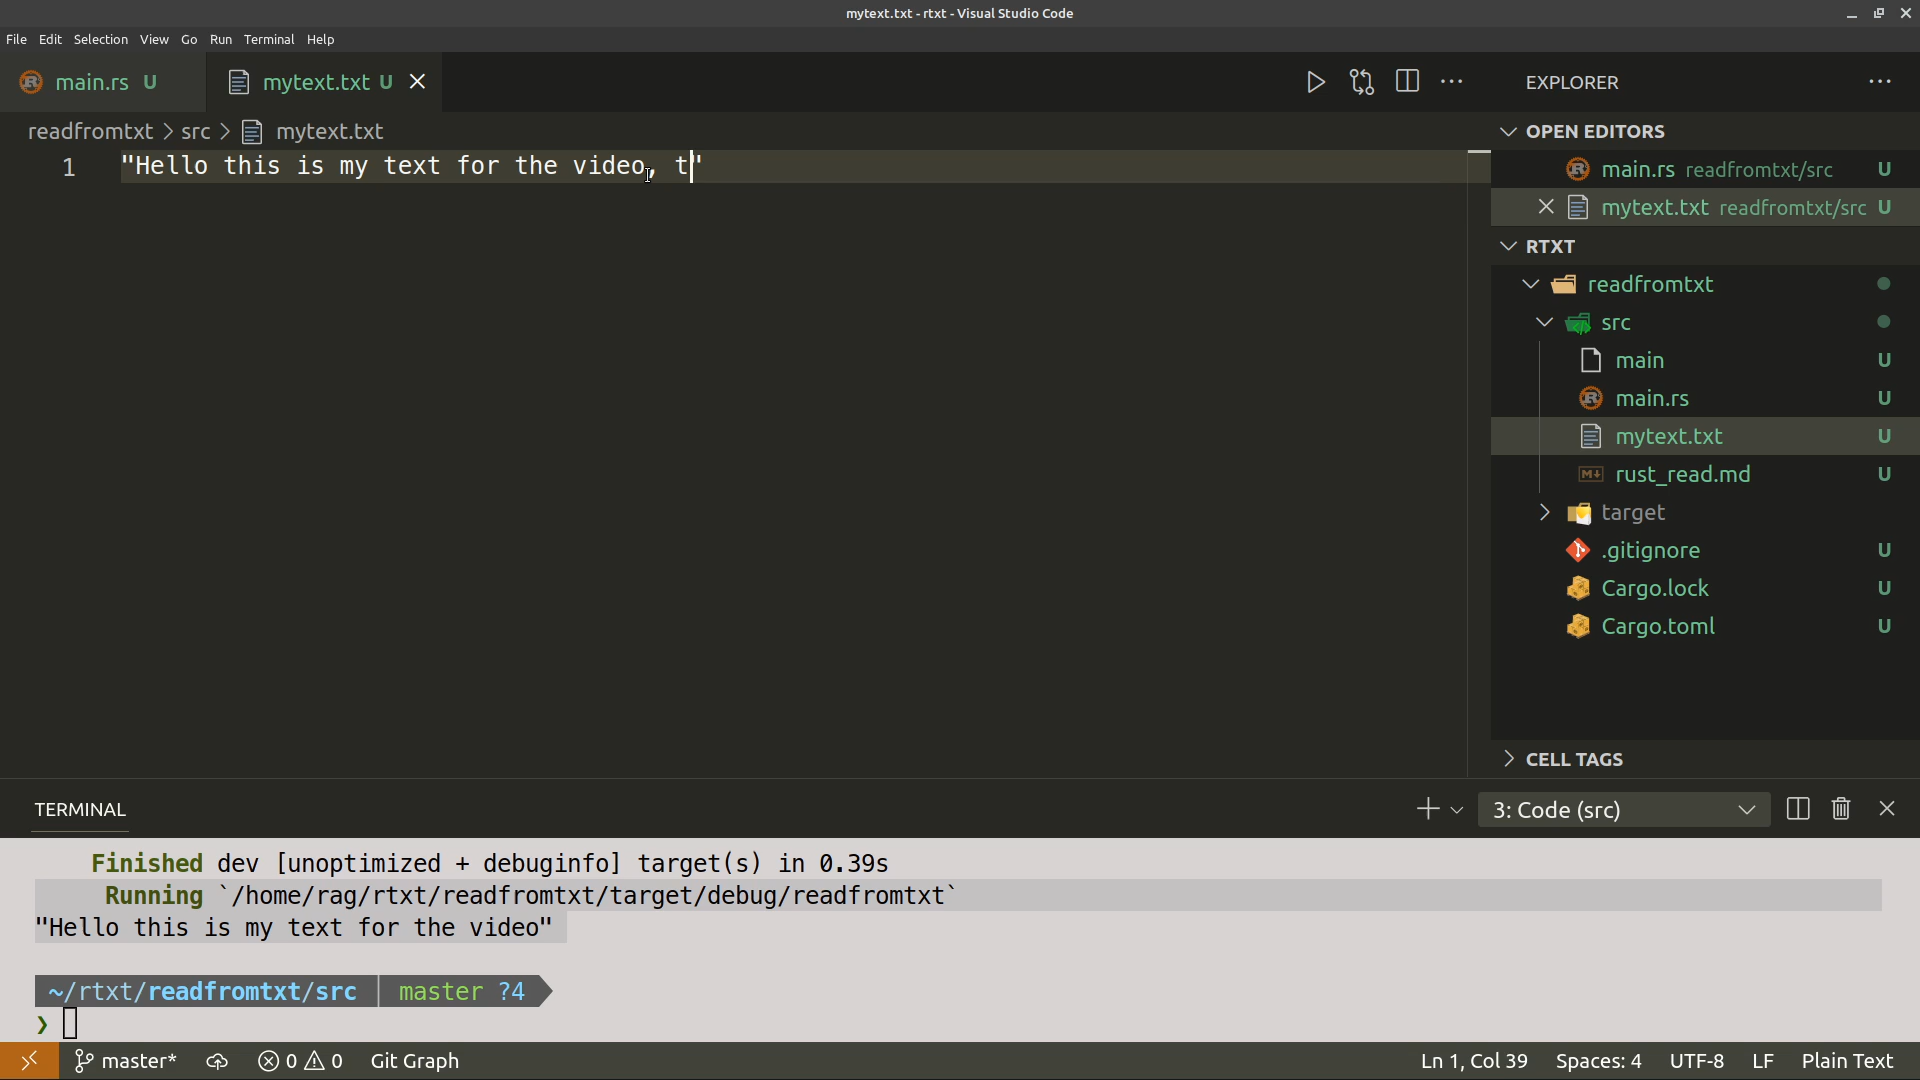 mytext.txt - rtxt - Visual Studio Code
File Edit Selection View Go Run Terminal Help
main.rs U mytext.txt U
readfromtxt > src > mytext.txt
1 "Hello this is my text for the video, t"
EXPLORER
OPEN EDITORS
main.rs readfromtxt/src U
mytext.txt readfromtxt/src U
RTXT
readfromtxt
src
main U
main.rs U
mytext.txt U
rust_read.md U
target
.gitignore U
Cargo.lock U
Cargo.toml U
CELL TAGS
TERMINAL
3: Code (src)
Finished dev [unoptimized + debuginfo] target(s) in 0.39s
Running `/home/rag/rtxt/readfromtxt/target/debug/readfromtxt`
"Hello this is my text for the video"
~/rtxt/readfromtxt/src master ?4
❯
master* 0 0 Git Graph Ln 1, Col 39 Spaces: 4 UTF-8 LF Plain Text